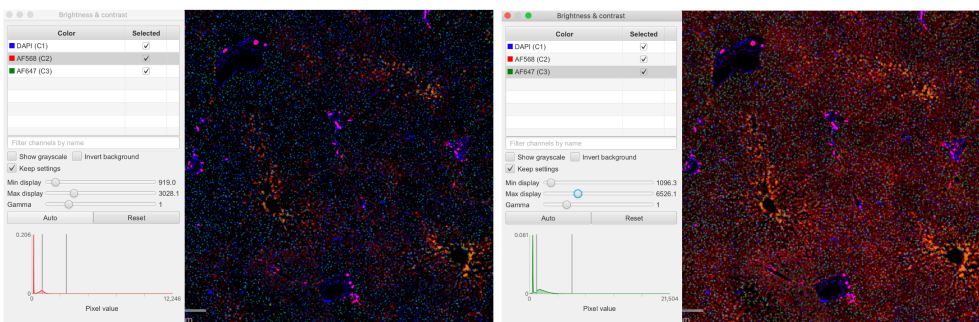 Brightness & contrast
Color Selected
DAPI (C1)
AF568 (C2)
AF647 (C3)
Filter channels by name
Show grayscale Invert background
Keep settings
Min display 919.0
Max display 3028.1
Gamma 1
Auto Reset
0.206
0
0 12,246
Pixel value
m
Brightness & contrast
Color Selected
DAPI (C1)
AF568 (C2)
AF647 (C3)
Filter channels by name
Show grayscale Invert background
Keep settings
Min display 1096.3
Max display 6526.1
Gamma 1
Auto Reset
0.081
0
0 21,504
Pixel value
m